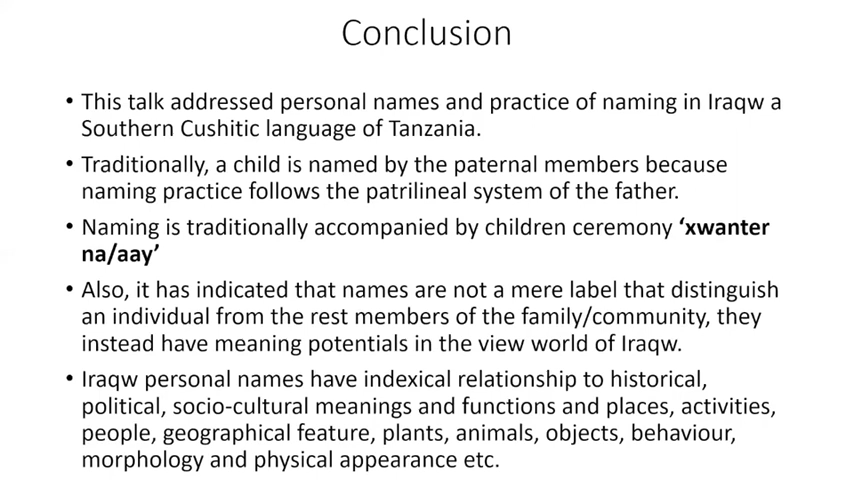 Conclusion
• This talk addressed personal names and practice of naming in Iraqw a
Southern Cushitic language of Tanzania.
• Traditionally, a child is named by the paternal members because
naming practice follows the patrilineal system of the father.
• Naming is traditionally accompanied by children ceremony ‘xwanter
na/aay’
• Also, it has indicated that names are not a mere label that distinguish
an individual from the rest members of the family/community, they
instead have meaning potentials in the view world of Iraqw.
• Iraqw personal names have indexical relationship to historical,
political, socio-cultural meanings and functions and places, activities,
people, geographical feature, plants, animals, objects, behaviour,
morphology and physical appearance etc.